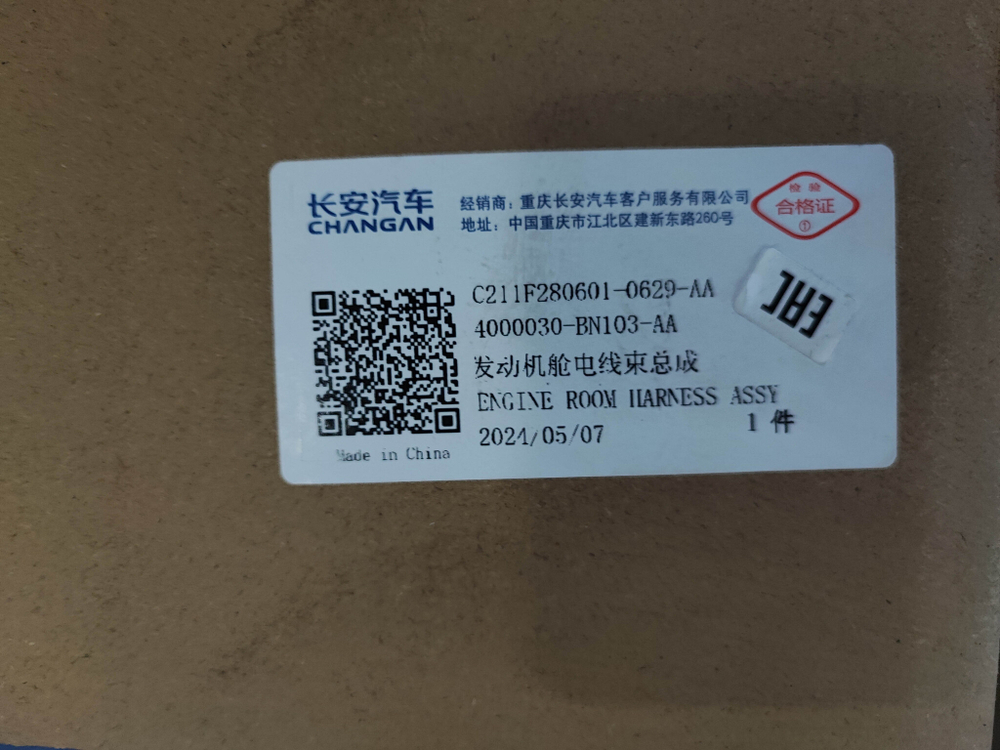 长安汽车
CHANGAN
经销商：重庆长安汽车客户服务有限公司
地址：中国重庆市江北区建新东路260号
检验
合格证
①
C211F280601-0629-AA
4000030-BN103-AA
EAC
发动机舱电线束总成
ENGINE ROOM HARNESS ASSY
2024/05/07
1 件
Made in China